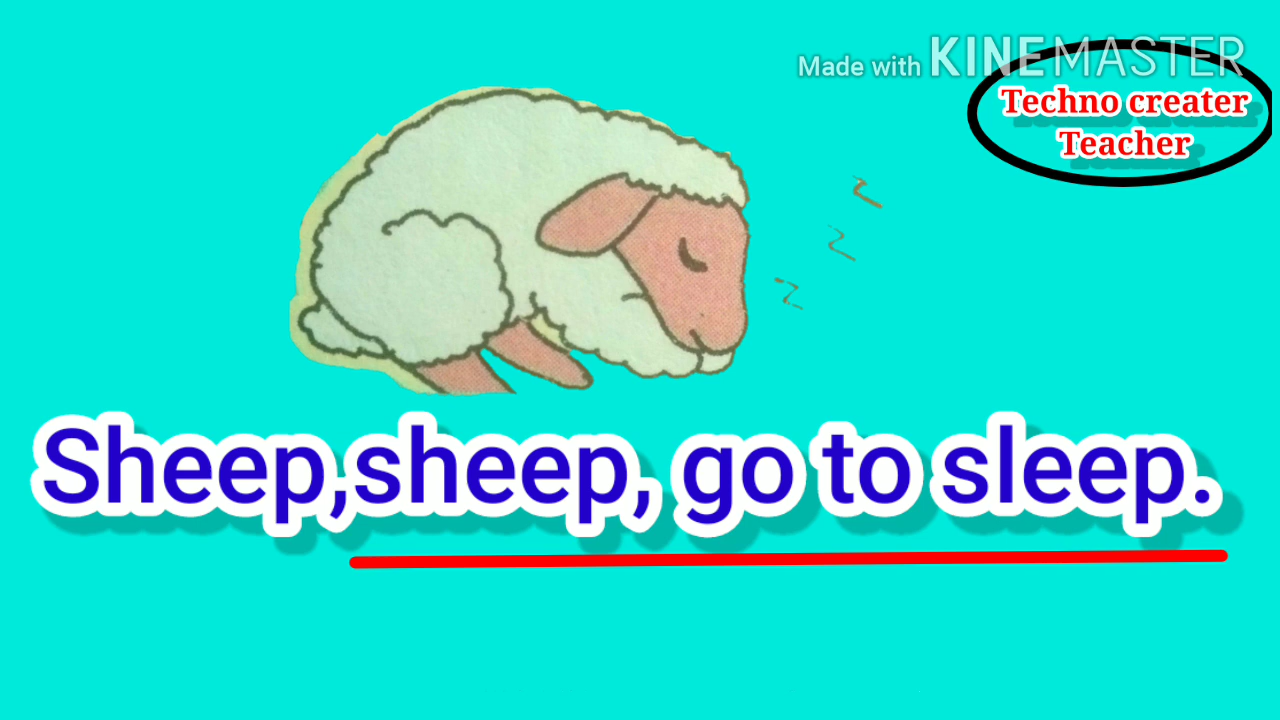 Made with KINEMASTER
Techno creater
Teacher
z
z
z
Sheep,sheep, go to sleep.